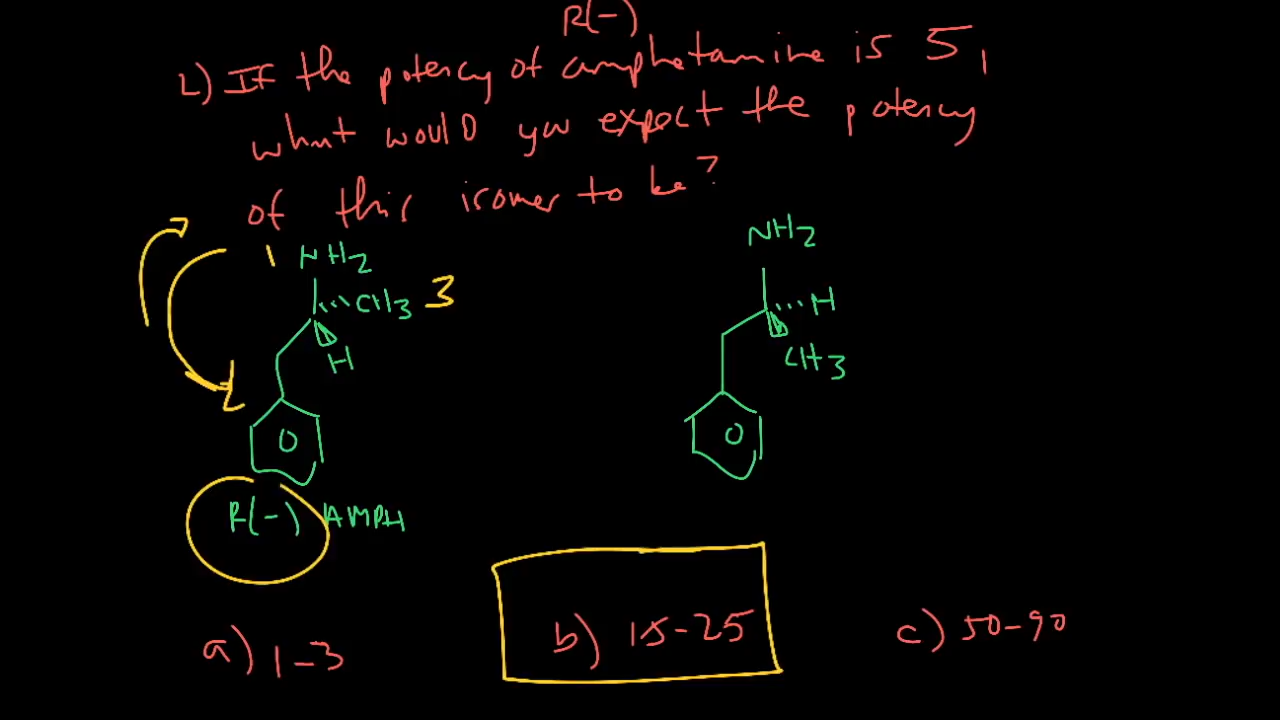 R(-)
2) If the potency of amphetamine is 5,
what would you expect the potency
of this isomer to be?
1 NH2
CH3 3
H
2
R(-) AMPH
NH2
H
CH3
a) 1-3
b) 15-25
c) 50-90